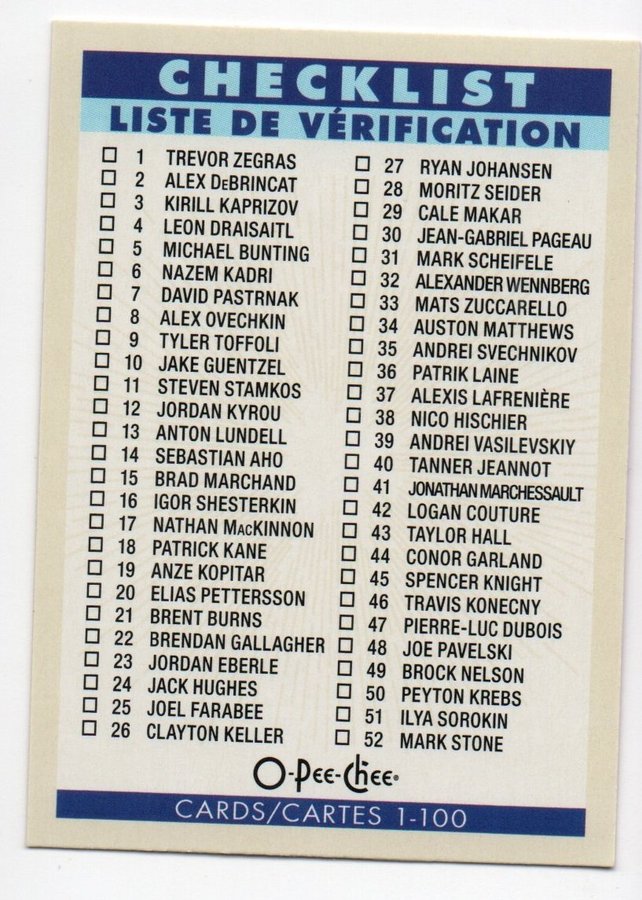 CHECKLIST
LISTE DE VÉRIFICATION
1 TREVOR ZEGRAS
2 ALEX DeBRINCAT
3 KIRILL KAPRIZOV
4 LEON DRAISAITL
5 MICHAEL BUNTING
6 NAZEM KADRI
7 DAVID PASTRNAK
8 ALEX OVECHKIN
9 TYLER TOFFOLI
10 JAKE GUENTZEL
11 STEVEN STAMKOS
12 JORDAN KYROU
13 ANTON LUNDELL
14 SEBASTIAN AHO
15 BRAD MARCHAND
16 IGOR SHESTERKIN
17 NATHAN MacKINNON
18 PATRICK KANE
19 ANZE KOPITAR
20 ELIAS PETTERSSON
21 BRENT BURNS
22 BRENDAN GALLAGHER
23 JORDAN EBERLE
24 JACK HUGHES
25 JOEL FARABEE
26 CLAYTON KELLER
27 RYAN JOHANSEN
28 MORITZ SEIDER
29 CALE MAKAR
30 JEAN-GABRIEL PAGEAU
31 MARK SCHEIFELE
32 ALEXANDER WENNBERG
33 MATS ZUCCARELLO
34 AUSTON MATTHEWS
35 ANDREI SVECHNIKOV
36 PATRIK LAINE
37 ALEXIS LAFRENIÈRE
38 NICO HISCHIER
39 ANDREI VASILEVSKIY
40 TANNER JEANNOT
41 JONATHAN MARCHESSAULT
42 LOGAN COUTURE
43 TAYLOR HALL
44 CONOR GARLAND
45 SPENCER KNIGHT
46 TRAVIS KONECNY
47 PIERRE-LUC DUBOIS
48 JOE PAVELSKI
49 BROCK NELSON
50 PEYTON KREBS
51 ILYA SOROKIN
52 MARK STONE
O-Pee-Chee®
CARDS/CARTES 1-100